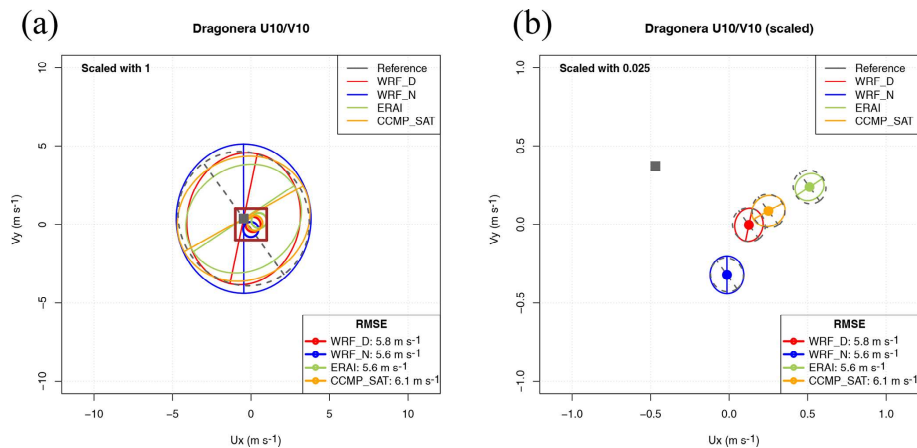 (a)
Dragonera U10/V10
Scaled with 1
Reference
WRF_D
WRF_N
ERAI
CCMP_SAT
10
5
0
-5
-10
Vy (m s⁻¹)
RMSE
WRF_D: 5.8 m s⁻¹
WRF_N: 5.6 m s⁻¹
ERAI: 5.6 m s⁻¹
CCMP_SAT: 6.1 m s⁻¹
-10
-5
0
5
10
Ux (m s⁻¹)
(b)
Dragonera U10/V10 (scaled)
Scaled with 0.025
Reference
WRF_D
WRF_N
ERAI
CCMP_SAT
1.0
0.5
0.0
-0.5
-1.0
Vy (m s⁻¹)
RMSE
WRF_D: 5.8 m s⁻¹
WRF_N: 5.6 m s⁻¹
ERAI: 5.6 m s⁻¹
CCMP_SAT: 6.1 m s⁻¹
-1.0
-0.5
0.0
0.5
1.0
Ux (m s⁻¹)